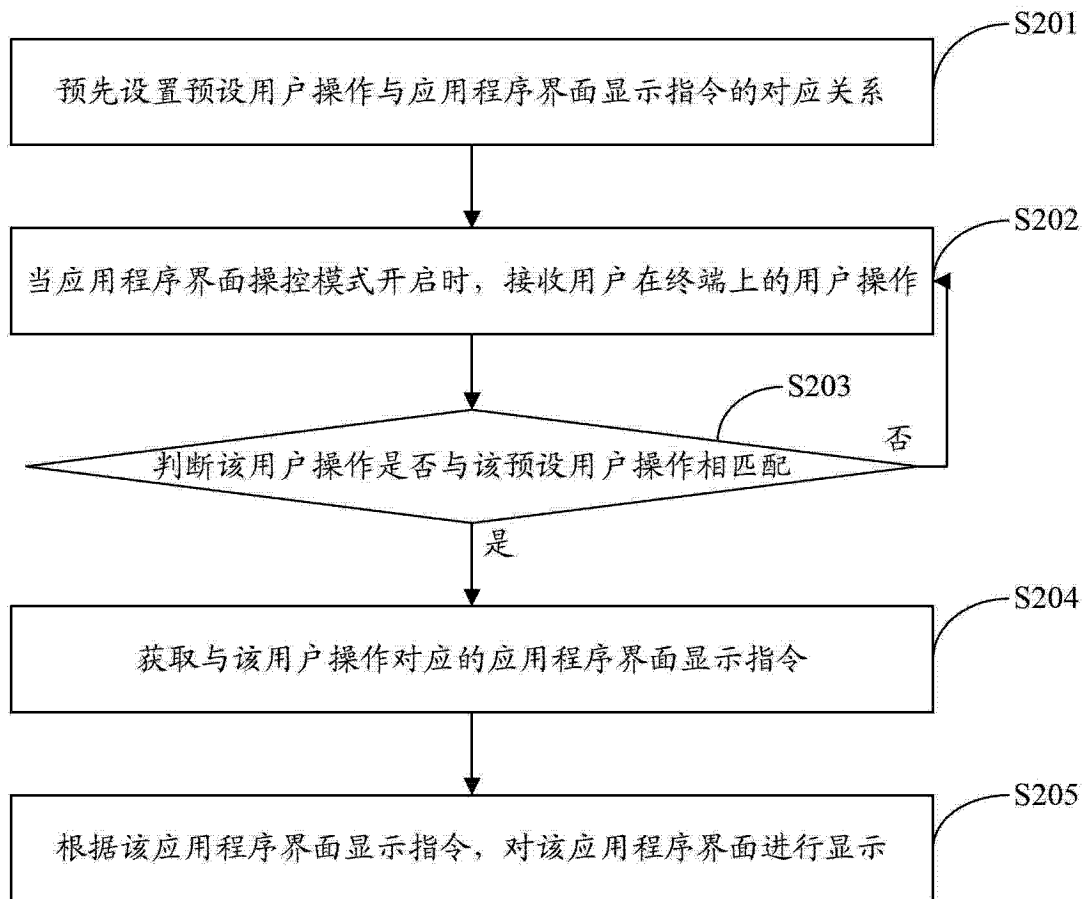 S201
预先设置预设用户操作与应用程序界面显示指令的对应关系
S202
当应用程序界面操控模式开启时，接收用户在终端上的用户操作
S203
判断该用户操作是否与该预设用户操作相匹配
否
是
S204
获取与该用户操作对应的应用程序界面显示指令
S205
根据该应用程序界面显示指令，对该应用程序界面进行显示